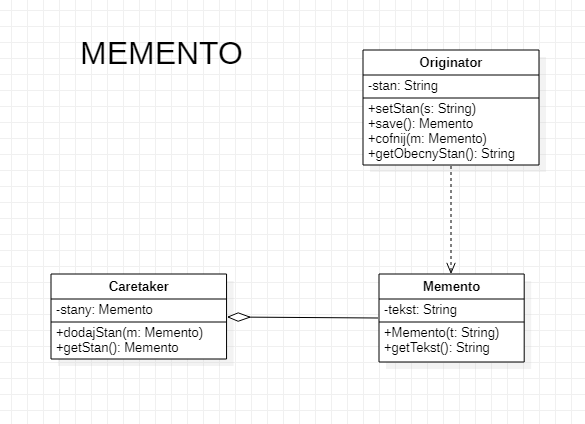 MEMENTO
Originator
-stan: String
+setStan(s: String)
+save(): Memento
+cofnij(m: Memento)
+getObecnyStan(): String
Caretaker
-stany: Memento
+dodajStan(m: Memento)
+getStan(): Memento
Memento
-tekst: String
+Memento(t: String)
+getTekst(): String